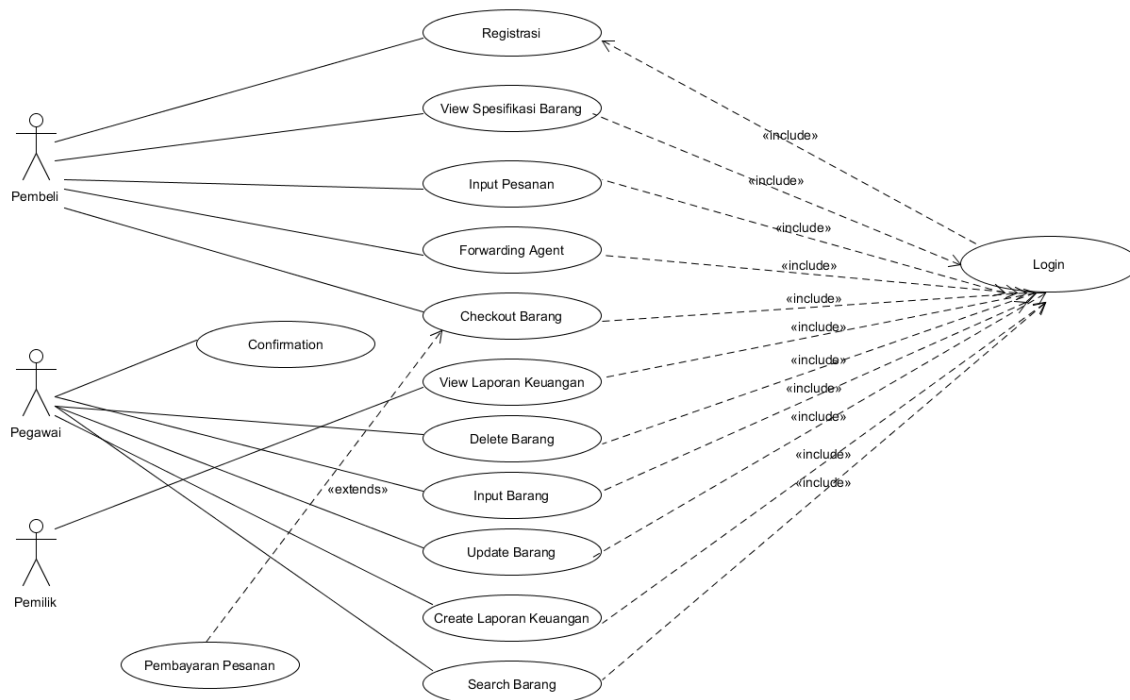 Registrasi
View Spesifikasi Barang
«include»
Input Pesanan
«include»
Pembeli
«include»
Forwarding Agent
«include»
Login
Checkout Barang
«include»
Confirmation
«include»
View Laporan Keuangan
«include»
Pegawai
«include»
Delete Barang
«include»
«include»
«extends»
Input Barang
«include»
Update Barang
Pemilik
Create Laporan Keuangan
Pembayaran Pesanan
Search Barang